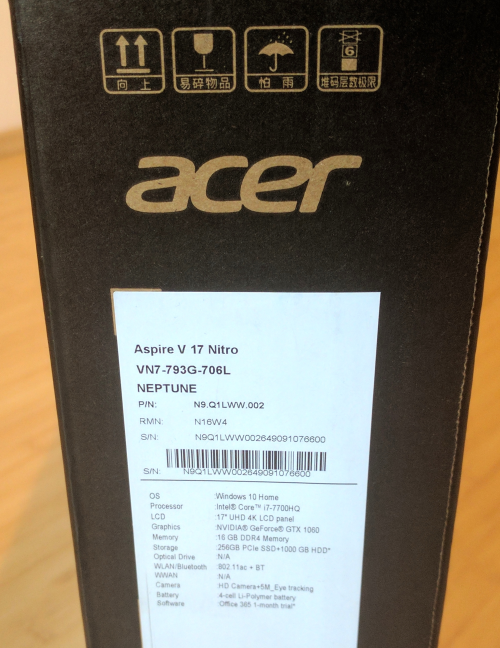 6
向上
易碎物品
怕雨
堆码层数极限
acer
Aspire V 17 Nitro
VN7-793G-706L
NEPTUNE
P/N: N9.Q1LWW.002
RMN: N16W4
S/N: N9Q1LWW002649091076600
S/N: N9Q1LWW002649091076600
OS :Windows 10 Home
Processor :Intel® Core™ i7-7700HQ
LCD :17" UHD 4K LCD panel
Graphics :NVIDIA® GeForce® GTX 1060
Memory :16 GB DDR4 Memory
Storage :256GB PCIe SSD+1000 GB HDD*
Optical Drive :N/A
WLAN/Bluetooth :802.11ac + BT
WWAN :N/A
Camera :HD Camera+5M_Eye tracking
Battery :4-cell Li-Polymer battery
Software :Office 365 1-month trial*